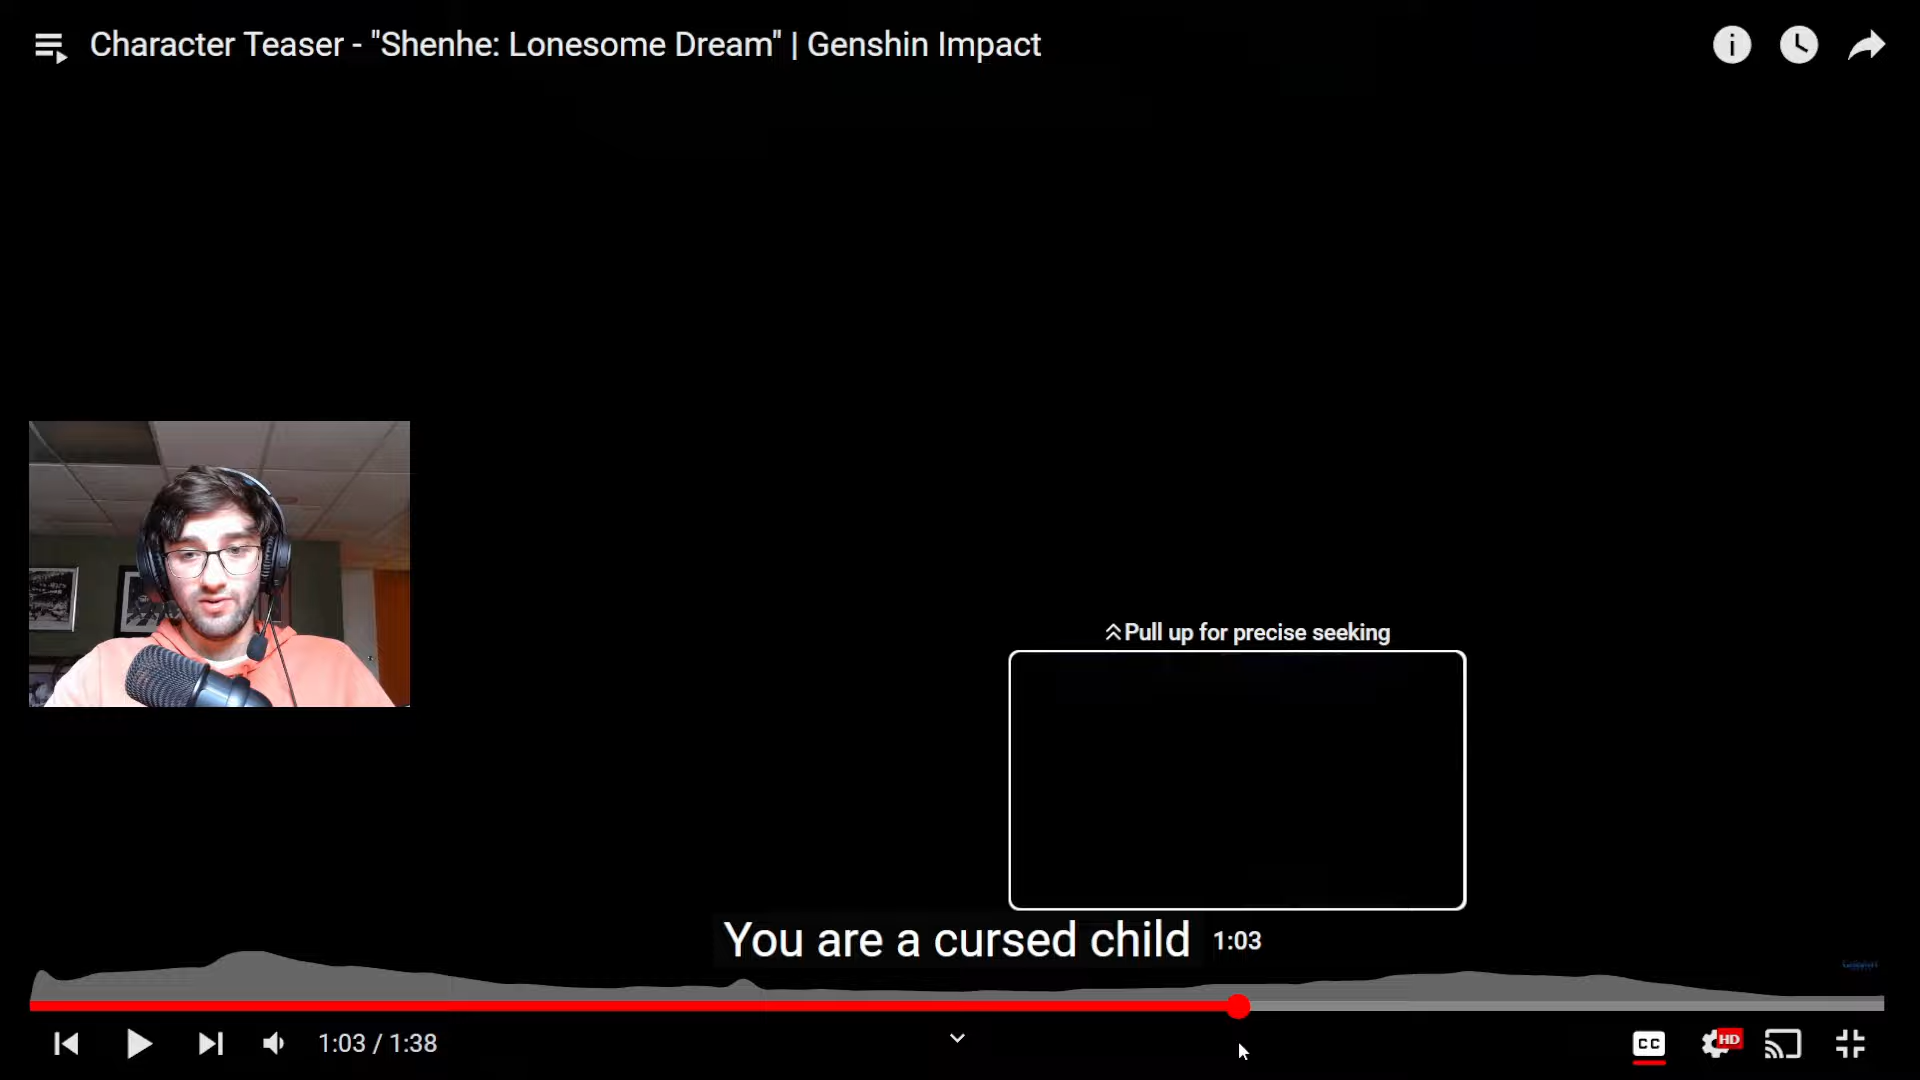 Character Teaser - "Shenhe: Lonesome Dream" | Genshin Impact
Pull up for precise seeking
You are a cursed child
1:03
1:03 / 1:38
CC
HD